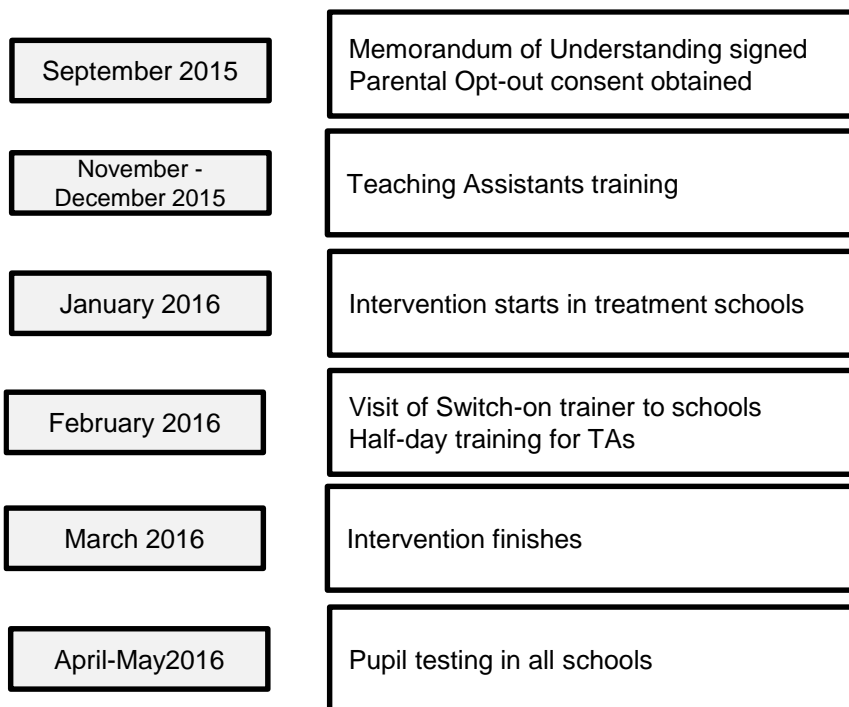 September 2015
Memorandum of Understanding signed
Parental Opt-out consent obtained
November -
December 2015
Teaching Assistants training
January 2016
Intervention starts in treatment schools
February 2016
Visit of Switch-on trainer to schools
Half-day training for TAs
March 2016
Intervention finishes
April-May2016
Pupil testing in all schools